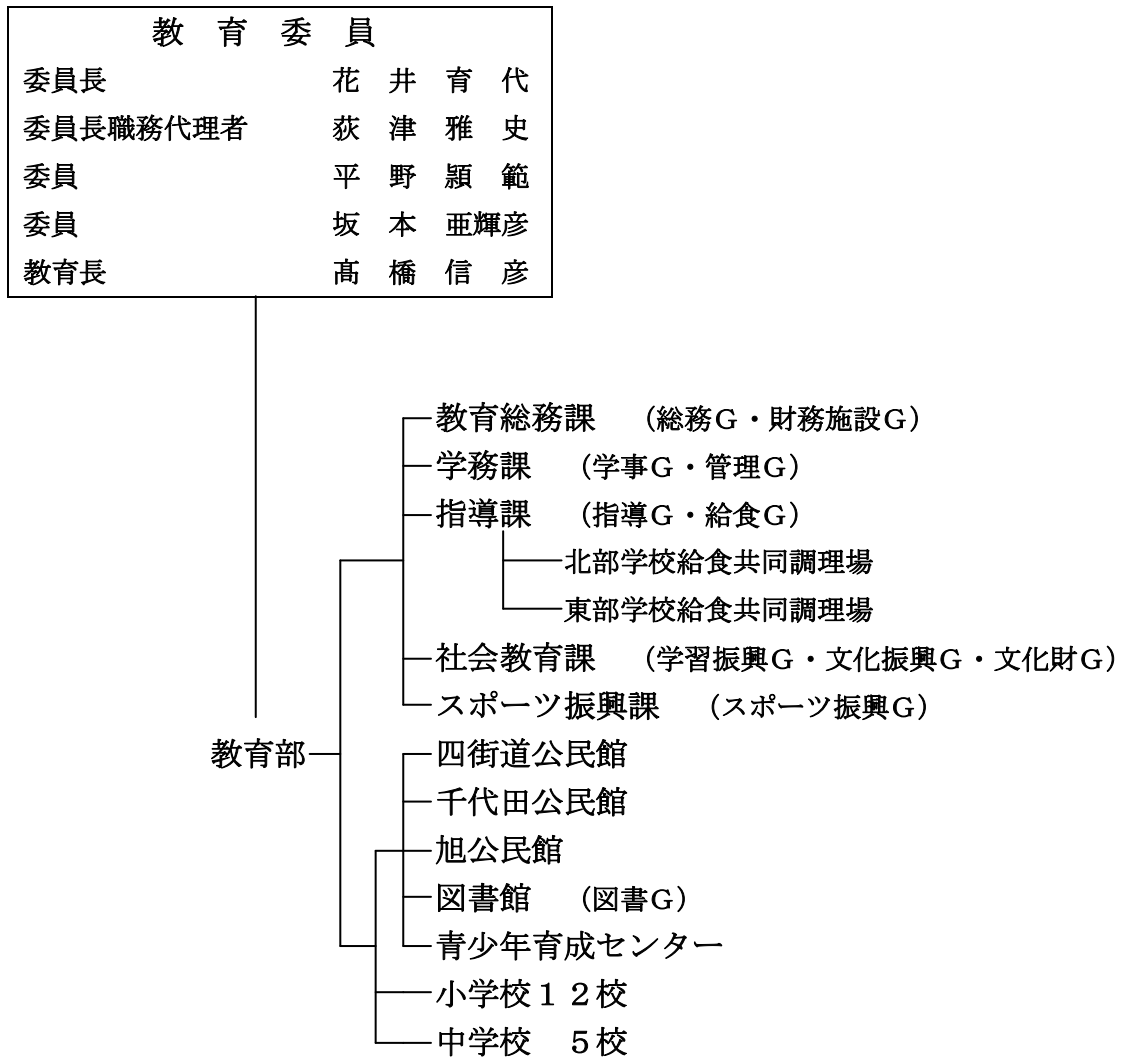 教　育　委　員
委員長　花　井　育　代
委員長職務代理者　荻　津　雅　史
委員　平　野　顕　範
委員　坂　本　亜輝彦
教育長　髙　橋　信　彦
教育総務課　（総務Ｇ・財務施設Ｇ）
学務課　（学事Ｇ・管理Ｇ）
指導課　（指導Ｇ・給食Ｇ）
北部学校給食共同調理場
東部学校給食共同調理場
社会教育課　（学習振興Ｇ・文化振興Ｇ・文化財Ｇ）
スポーツ振興課　（スポーツ振興Ｇ）
教育部
四街道公民館
千代田公民館
旭公民館
図書館　（図書Ｇ）
青少年育成センター
小学校１２校
中学校　５校